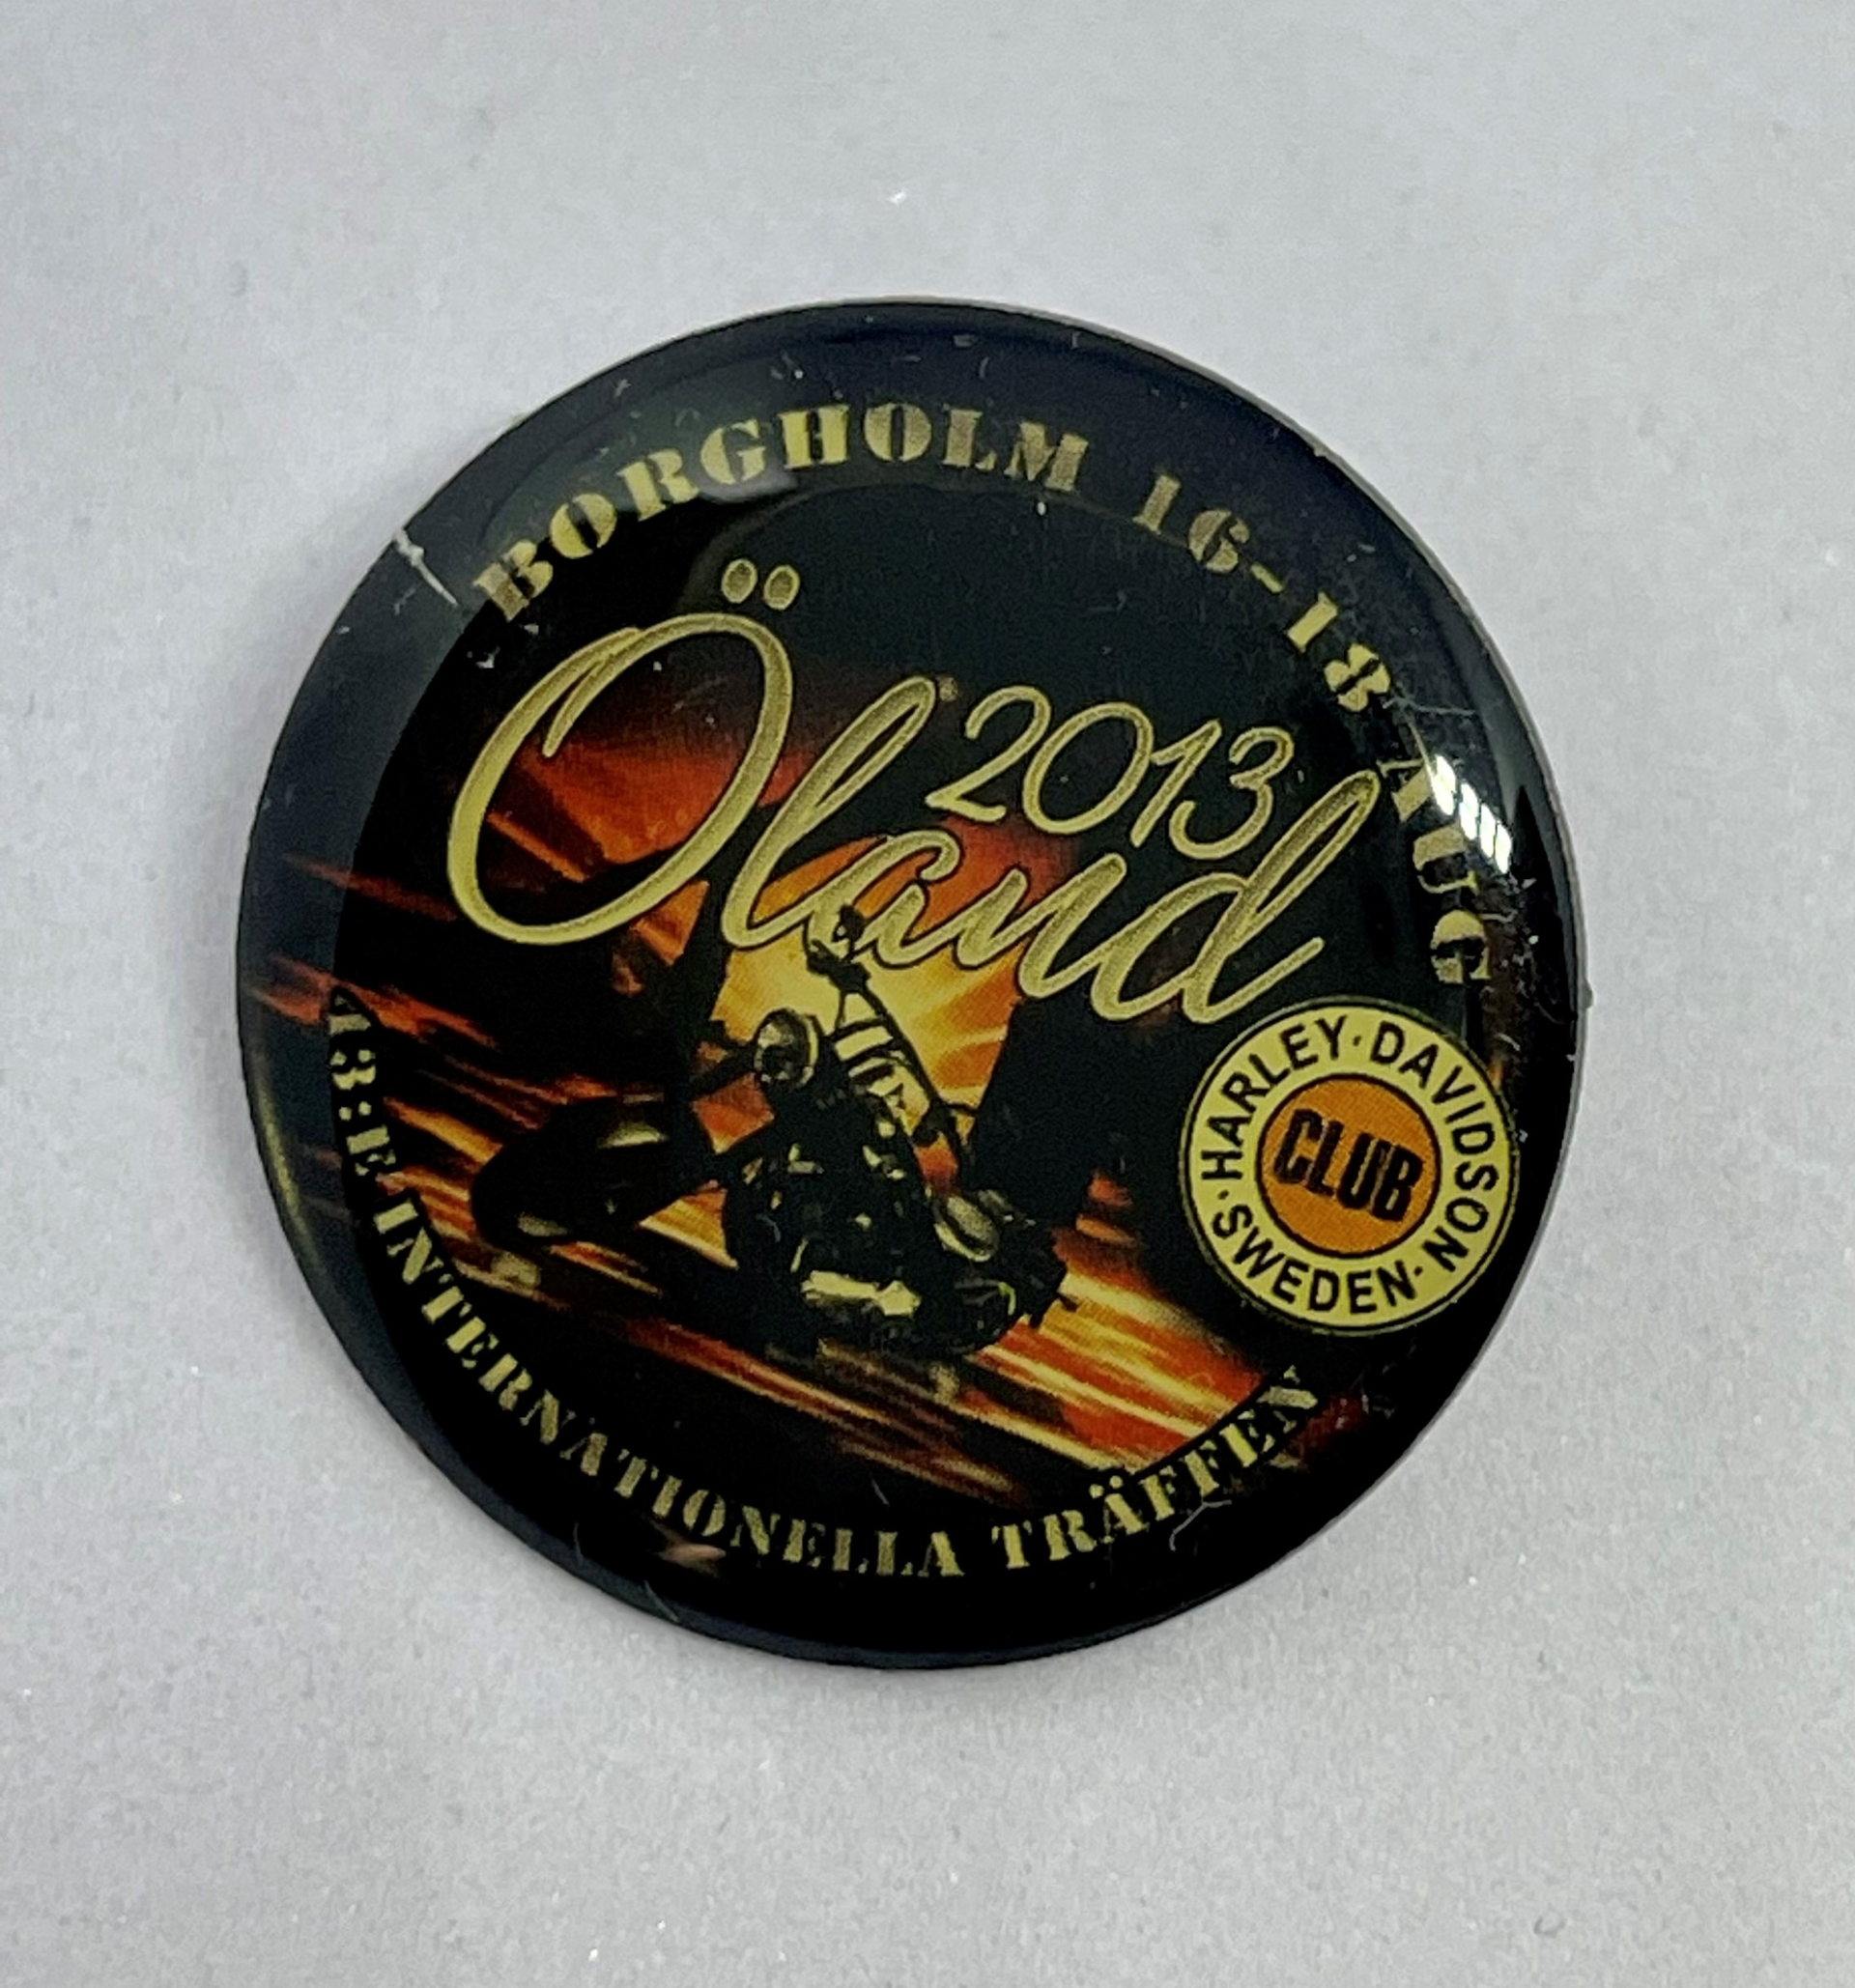 BORGHOLM 16-18 AUG
Öland
2013
HARLEY·DAVIDSON·
CLUB
·SWEDEN·
43:E INTERNATIONELLA TRÄFFEN